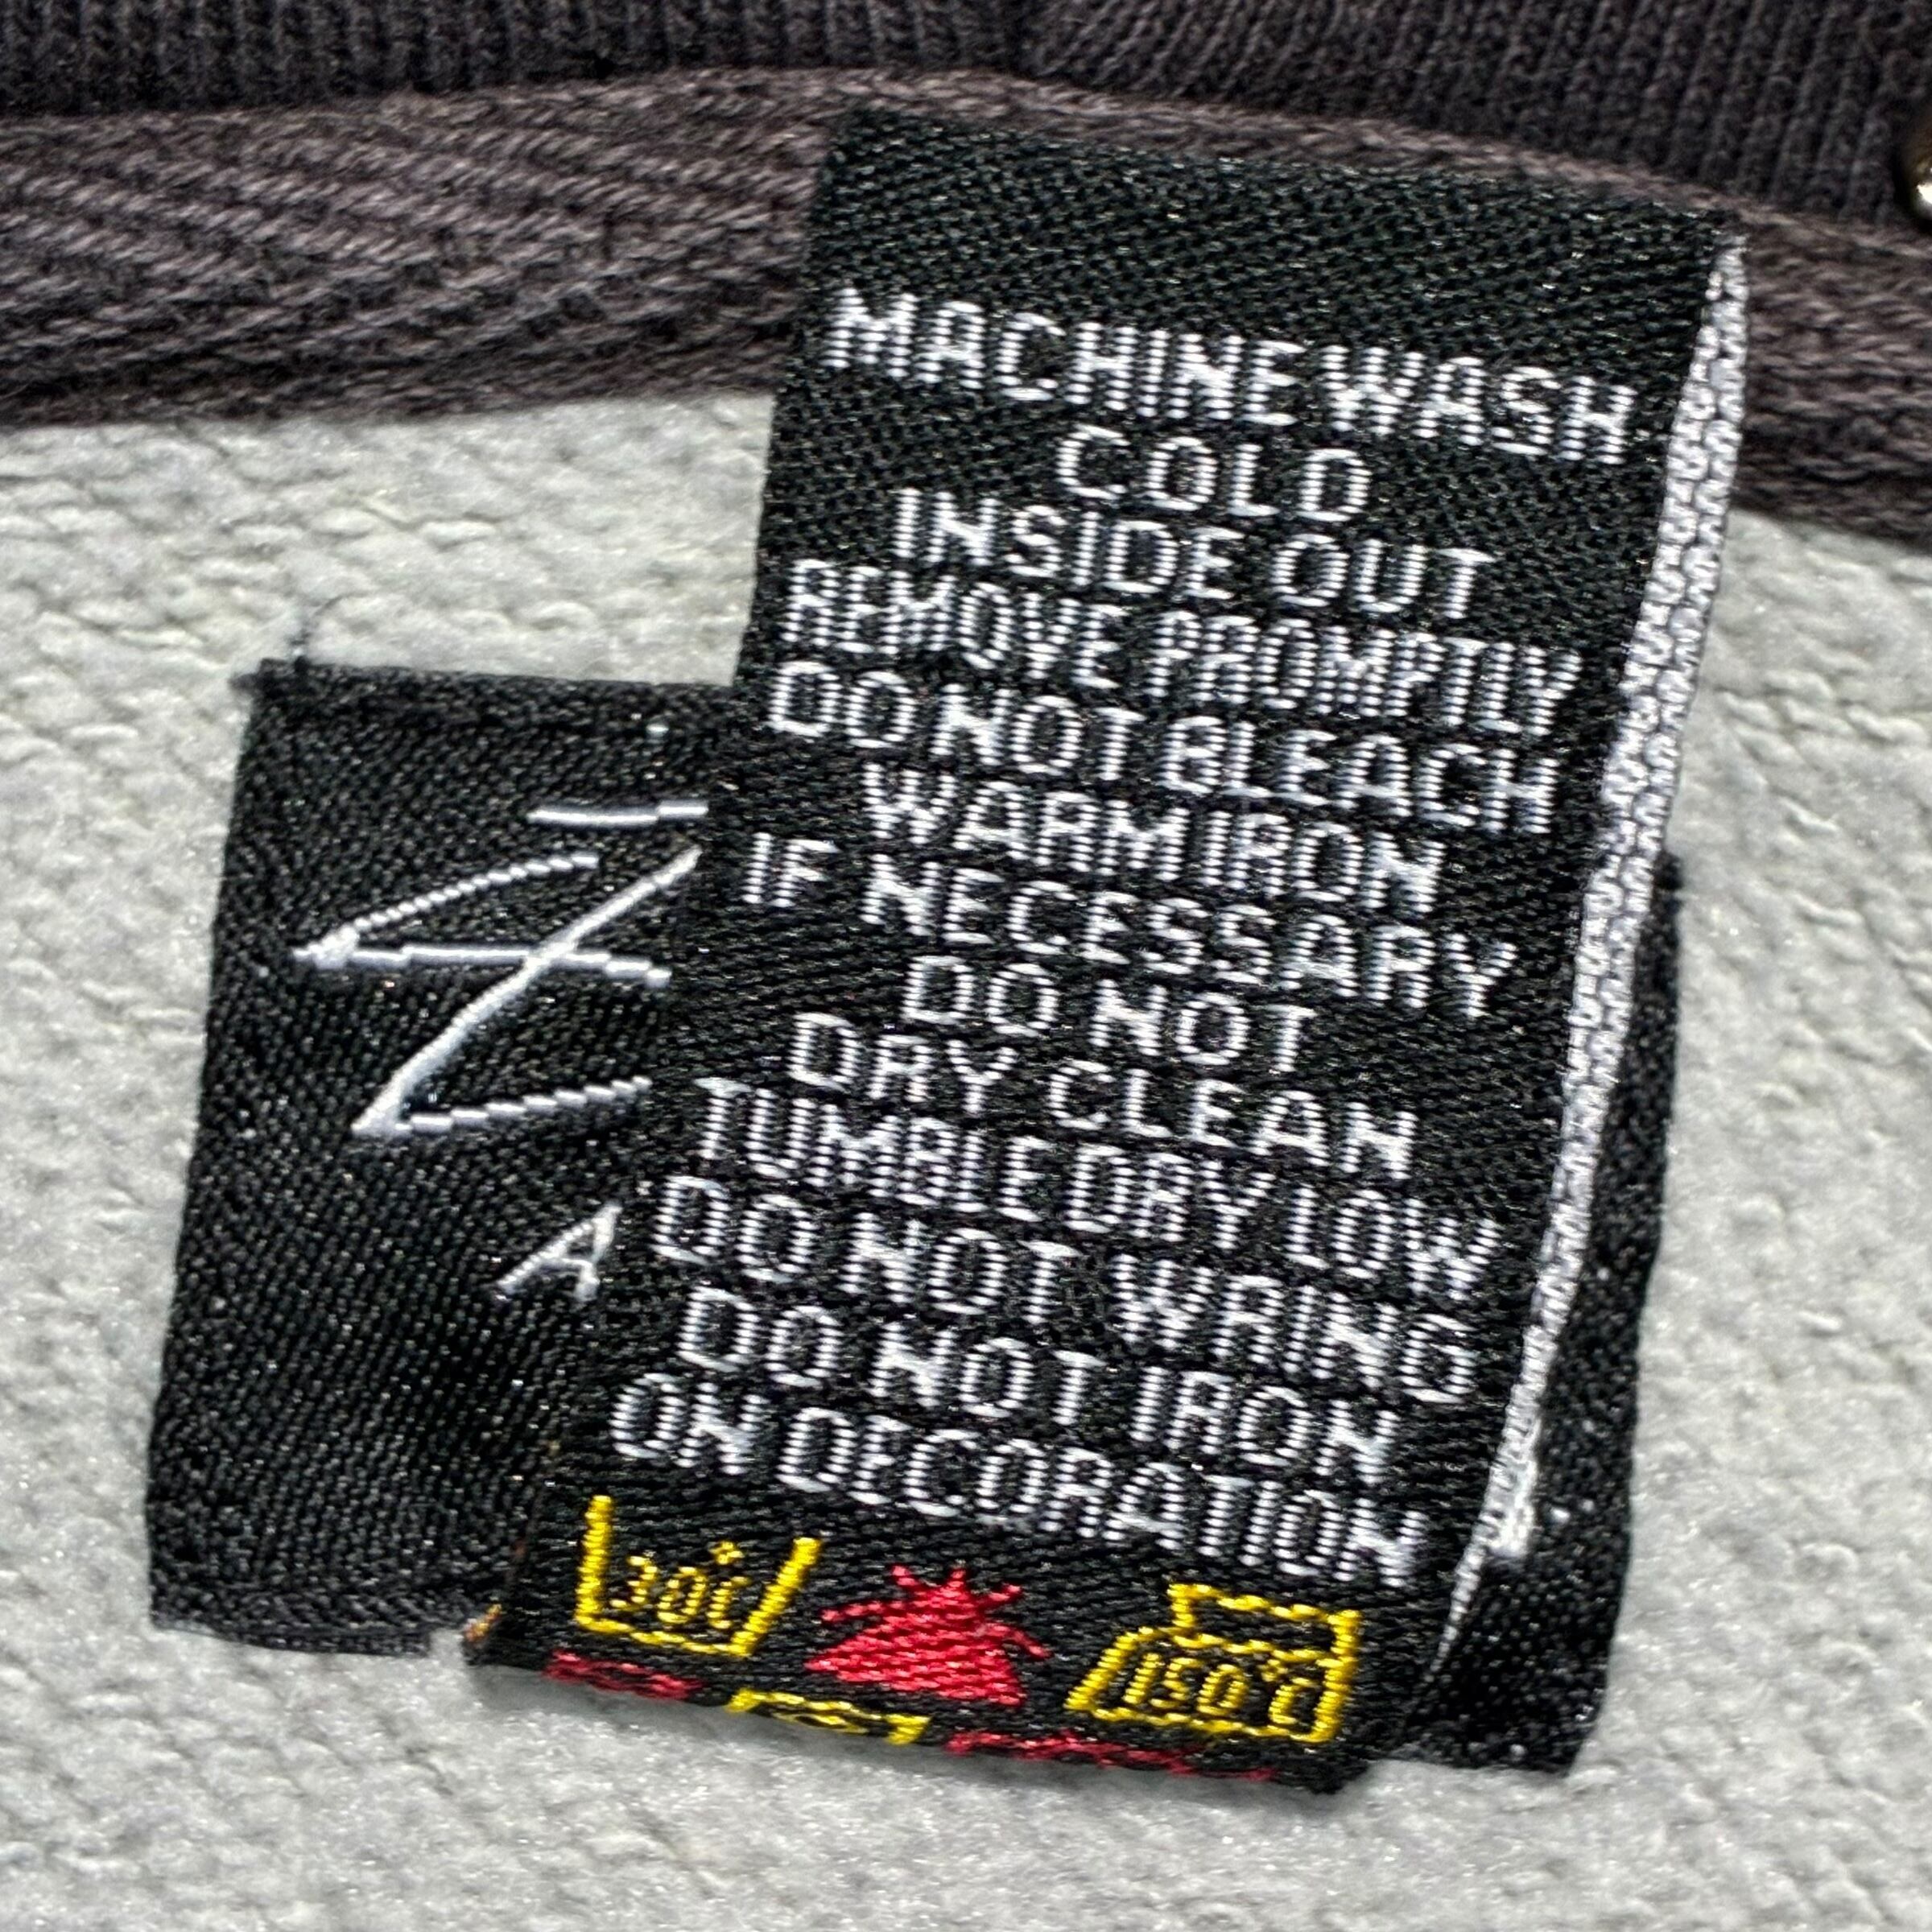 MACHINE WASH
COLD
INSIDE OUT
REMOVE PROMPTLY
DO NOT BLEACH
WARM IRON
IF NECESSARY
DO NOT
DRY CLEAN
TUMBLE DRY LOW
DO NOT WRING
DO NOT IRON
ON DECORATION
A
30°C
150°C